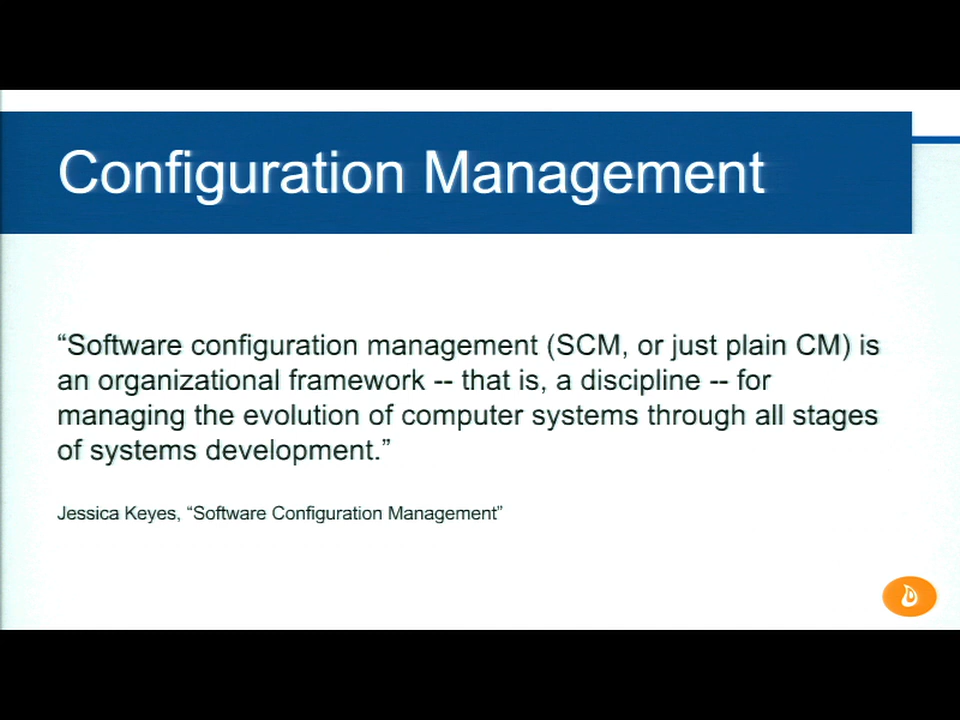 Configuration Management
“Software configuration management (SCM, or just plain CM) is
an organizational framework -- that is, a discipline -- for
managing the evolution of computer systems through all stages
of systems development.”
Jessica Keyes, “Software Configuration Management”